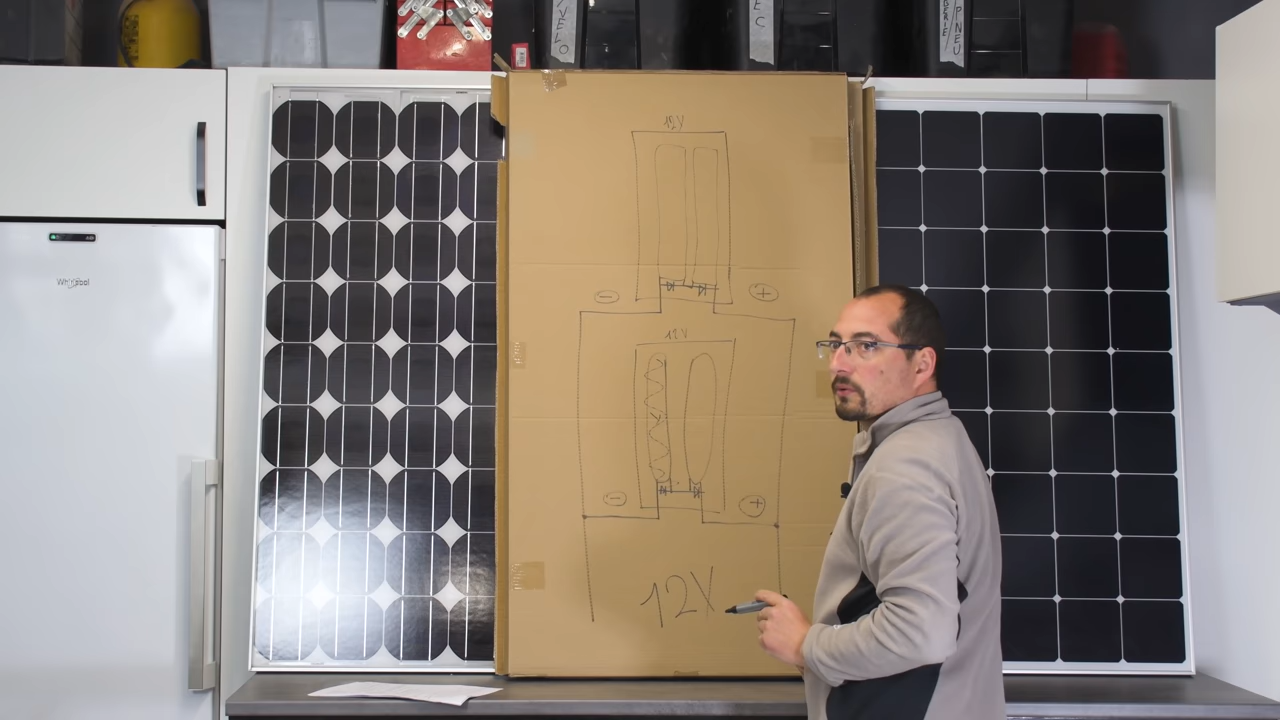 VELO
EC
PNEU
Whirlpool
12V
-
+
12V
-
+
12V